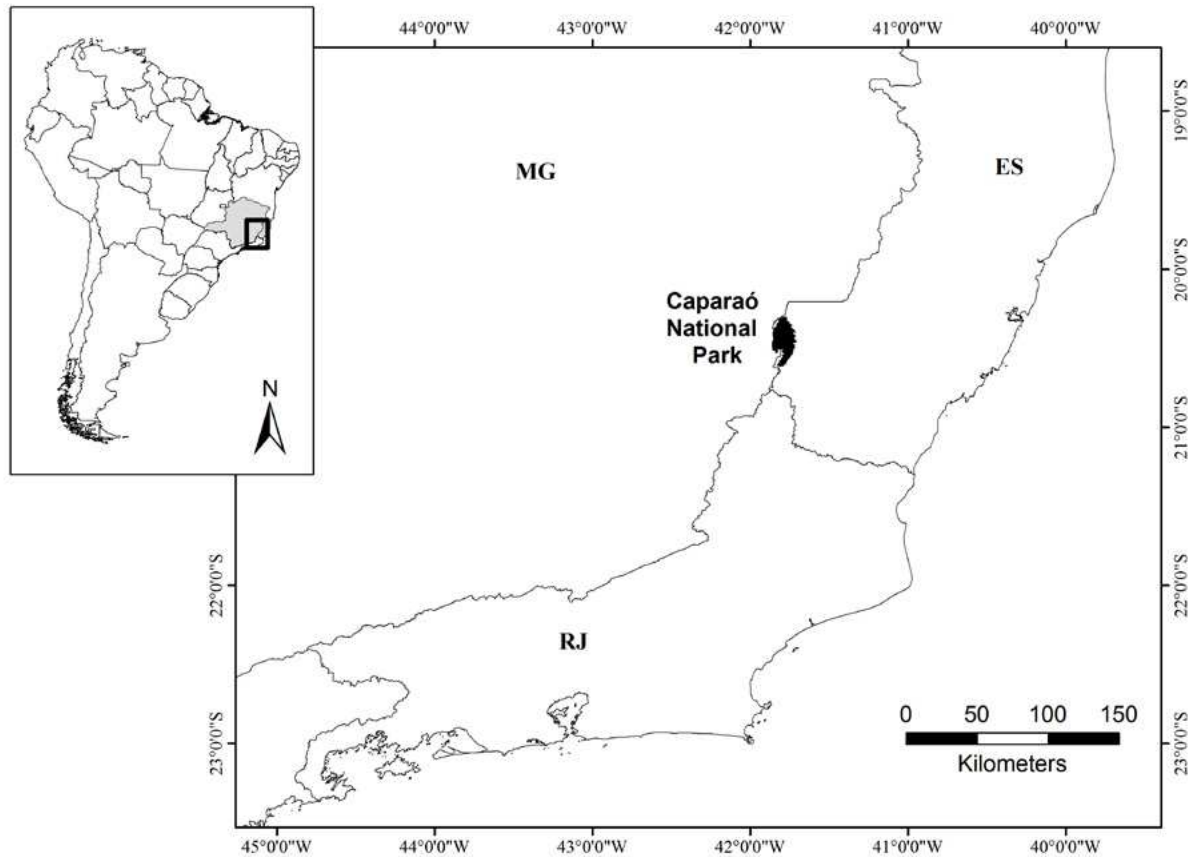 44°0'0"W
43°0'0"W
42°0'0"W
41°0'0"W
40°0'0"W
19°0'0"S
MG
ES
20°0'0"S
Caparaó
National
Park
N
21°0'0"S
22°0'0"S
22°0'0"S
RJ
0 50 100 150
Kilometers
23°0'0"S
23°0'0"S
45°0'0"W
44°0'0"W
43°0'0"W
42°0'0"W
41°0'0"W
40°0'0"W